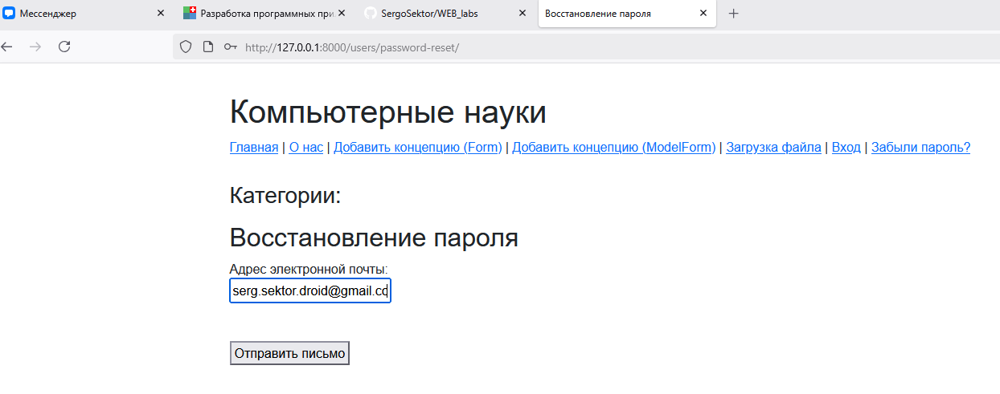 Мессенджер
Разработка программных при
SergoSektor/WEB_labs
Восстановление пароля
http://127.0.0.1:8000/users/password-reset/
Компьютерные науки
Главная | О нас | Добавить концепцию (Form) | Добавить концепцию (ModelForm) | Загрузка файла | Вход | Забыли пароль?
Категории:
Восстановление пароля
Адрес электронной почты:
serg.sektor.droid@gmail.co
Отправить письмо